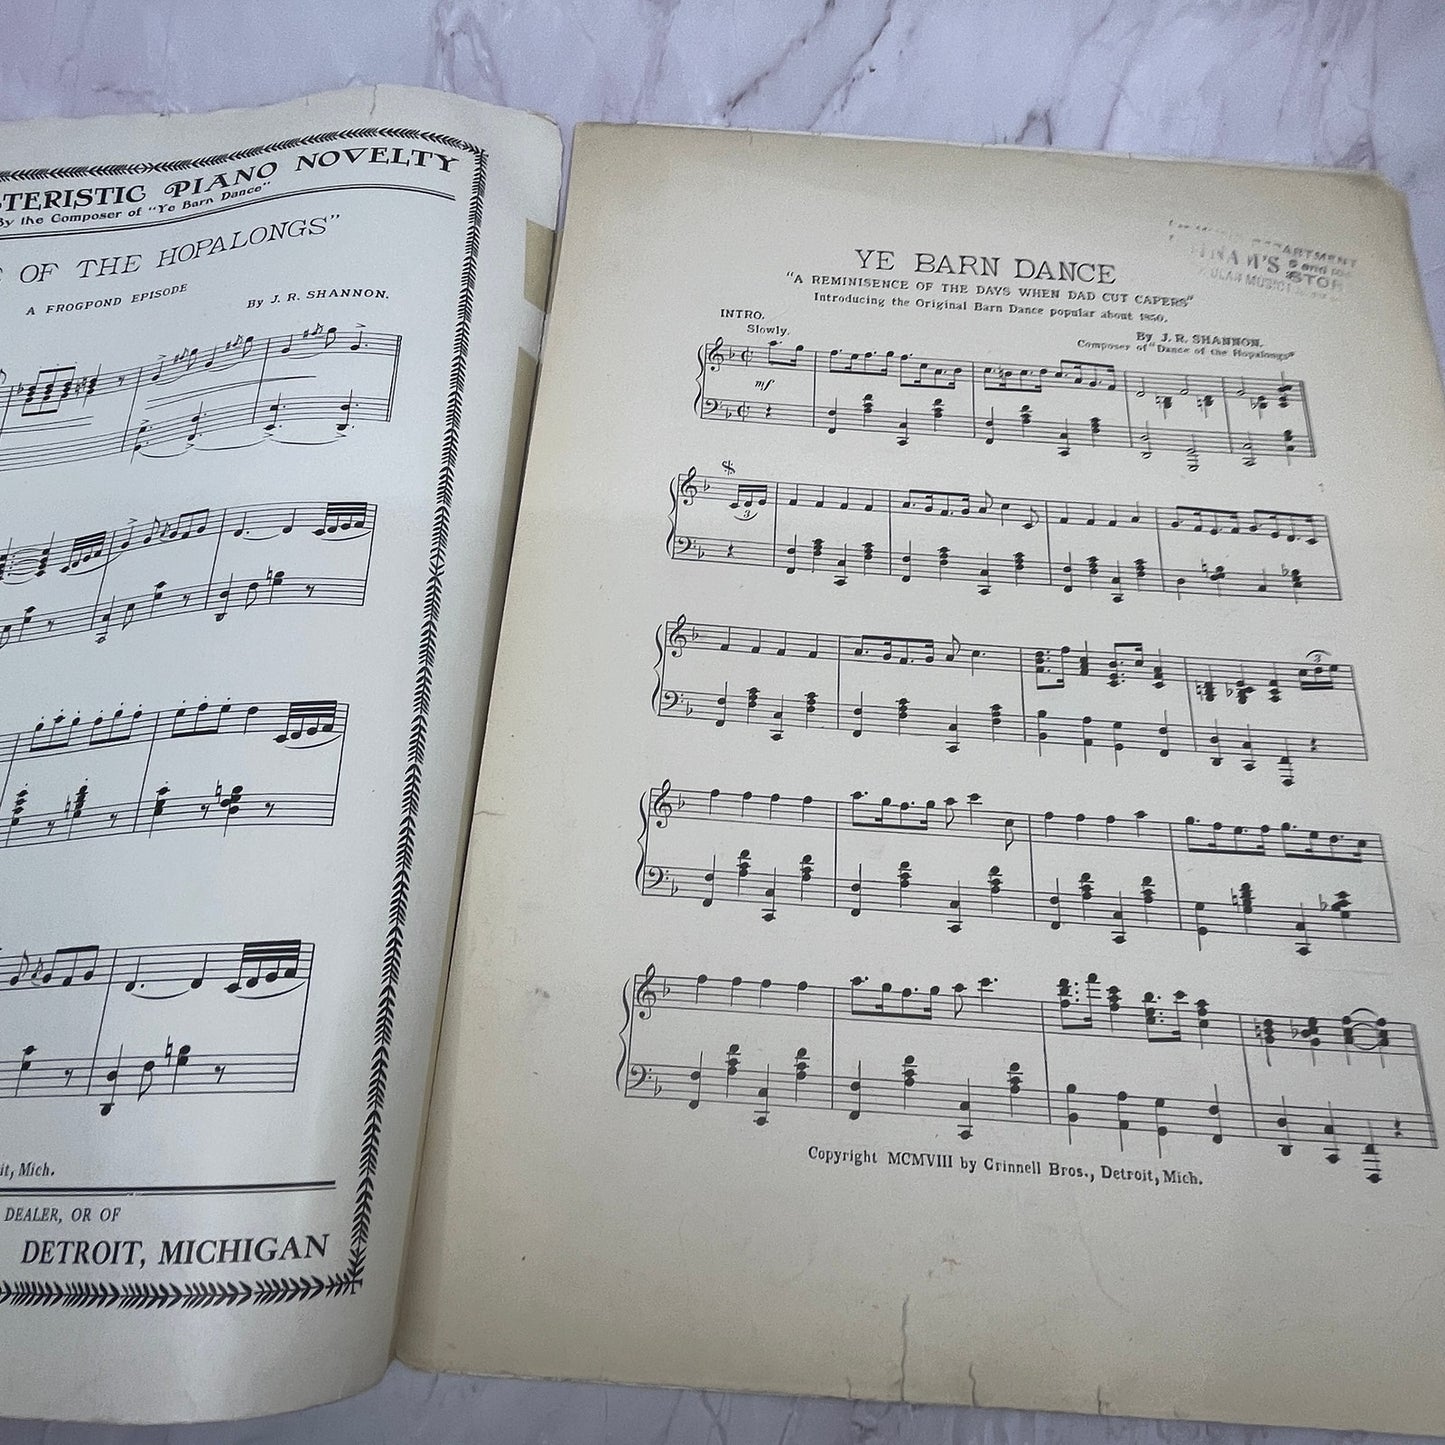 PIANO NOVELTY
By the Composer of "Ye Barn Dance"
OF THE HOPALONGS"
A FROGPOND EPISODE
By J. R. SHANNON.
3
Mich.
DEALER, OR OF
DETROIT, MICHIGAN
YE BARN DANCE
"A REMINISENCE OF THE DAYS WHEN DAD CUT CAPERS"
Introducing the Original Barn Dance popular about 1850.
INTRO.
Slowly.
By J. R. SHANNON.
Composer of "Dance of the Hopalongs"
mf
3
3
Copyright MCMVIII by Grinnell Bros., Detroit, Mich.